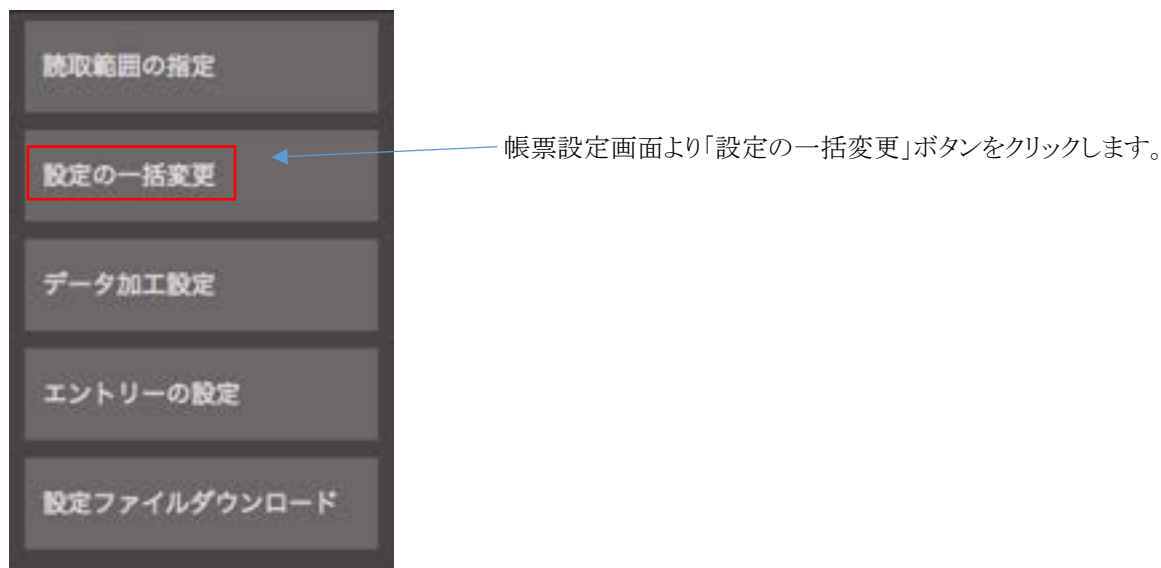 読取範囲の指定
設定の一括変更
帳票設定画面より「設定の一括変更」ボタンをクリックします。
データ加工設定
エントリーの設定
設定ファイルダウンロード